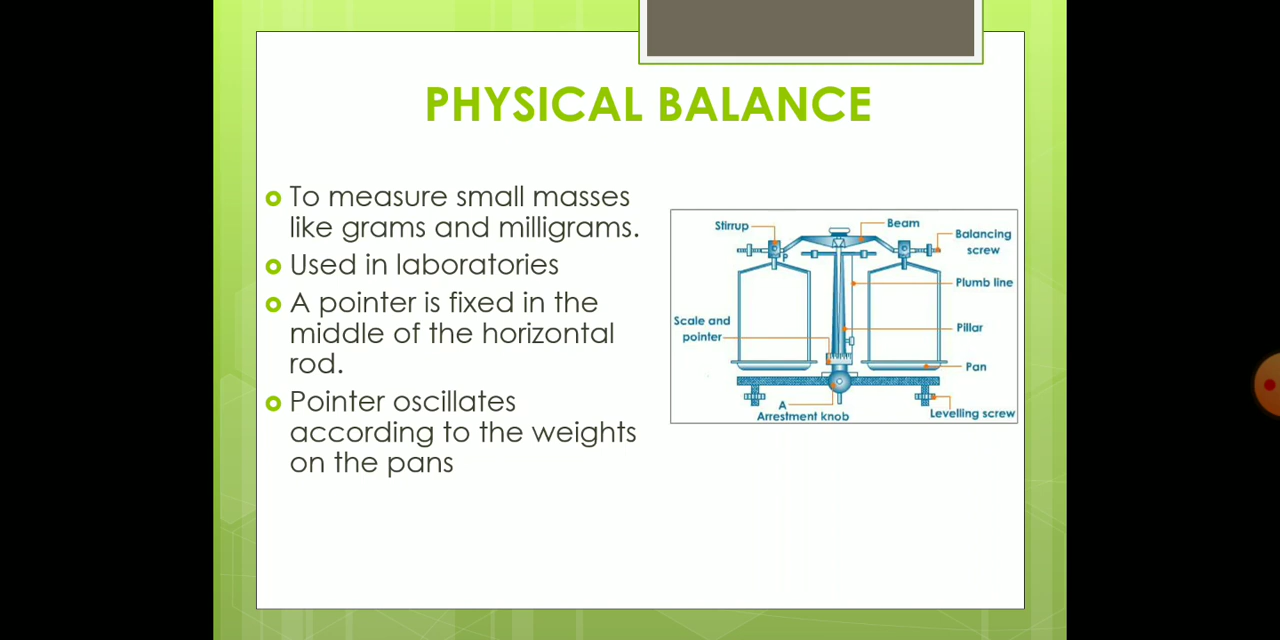 PHYSICAL BALANCE
To measure small masses
like grams and milligrams.
Used in laboratories
A pointer is fixed in the
middle of the horizontal
rod.
Pointer oscillates
according to the weights
on the pans
Stirrup
Beam
Balancing
screw
P
Plumb line
Scale and
pointer
Pillar
Pan
A
Arrestment knob
Levelling screw